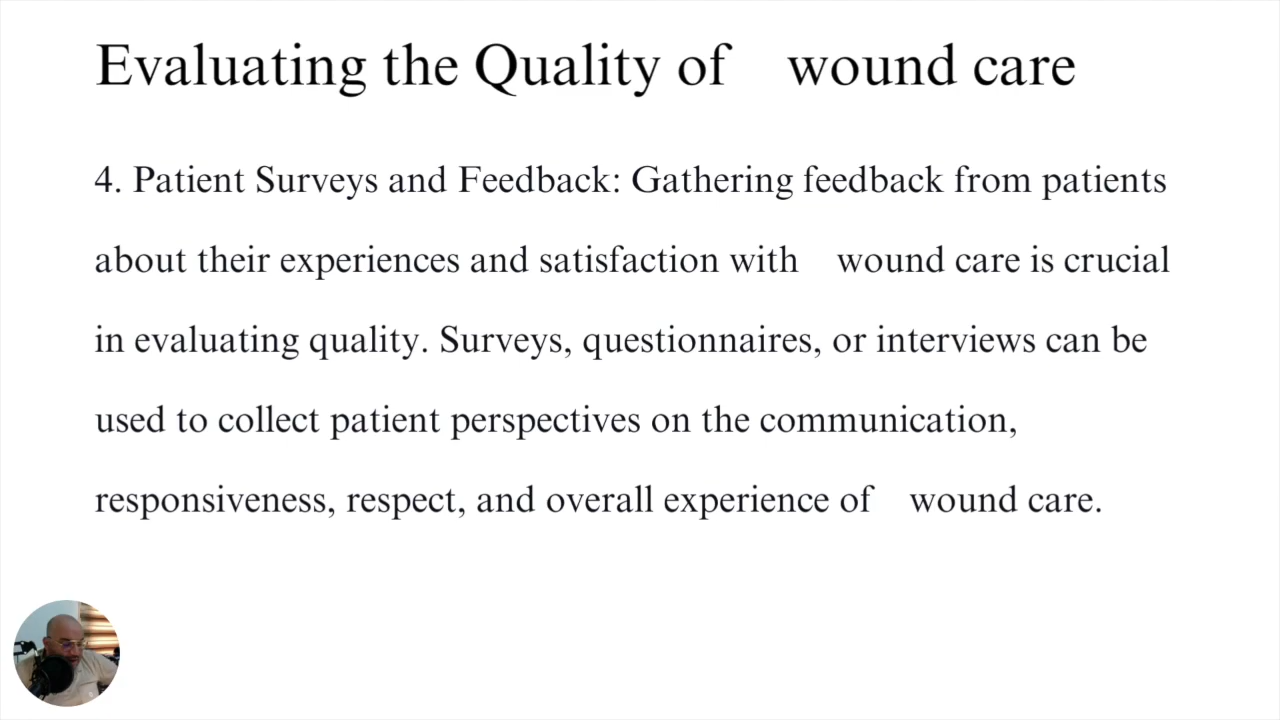 Evaluating the Quality of wound care
4. Patient Surveys and Feedback: Gathering feedback from patients
about their experiences and satisfaction with wound care is crucial
in evaluating quality. Surveys, questionnaires, or interviews can be
used to collect patient perspectives on the communication,
responsiveness, respect, and overall experience of wound care.